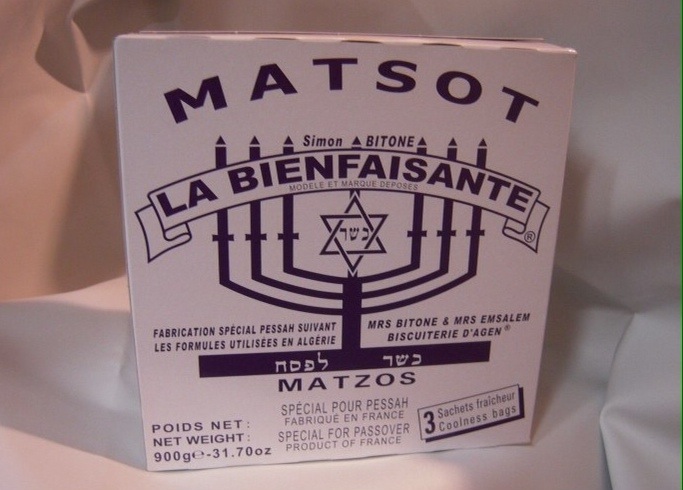 MATSOT
Simon BITONE
LA BIENFAISANTE
MODELE ET MARQUE DEPOSES
®
כשר
FABRICATION SPÉCIAL PESSAH SUIVANT
LES FORMULES UTILISÉES EN ALGÉRIE
MRS BITONE & MRS EMSALEM
BISCUITERIE D'AGEN ®
כשר לפסח
MATZOS
POIDS NET :
NET WEIGHT :
900g℮-31.70oz
SPÉCIAL POUR PESSAH
FABRIQUÉ EN FRANCE
SPECIAL FOR PASSOVER
PRODUCT OF FRANCE
3 Sachets fraîcheur
Coolness bags